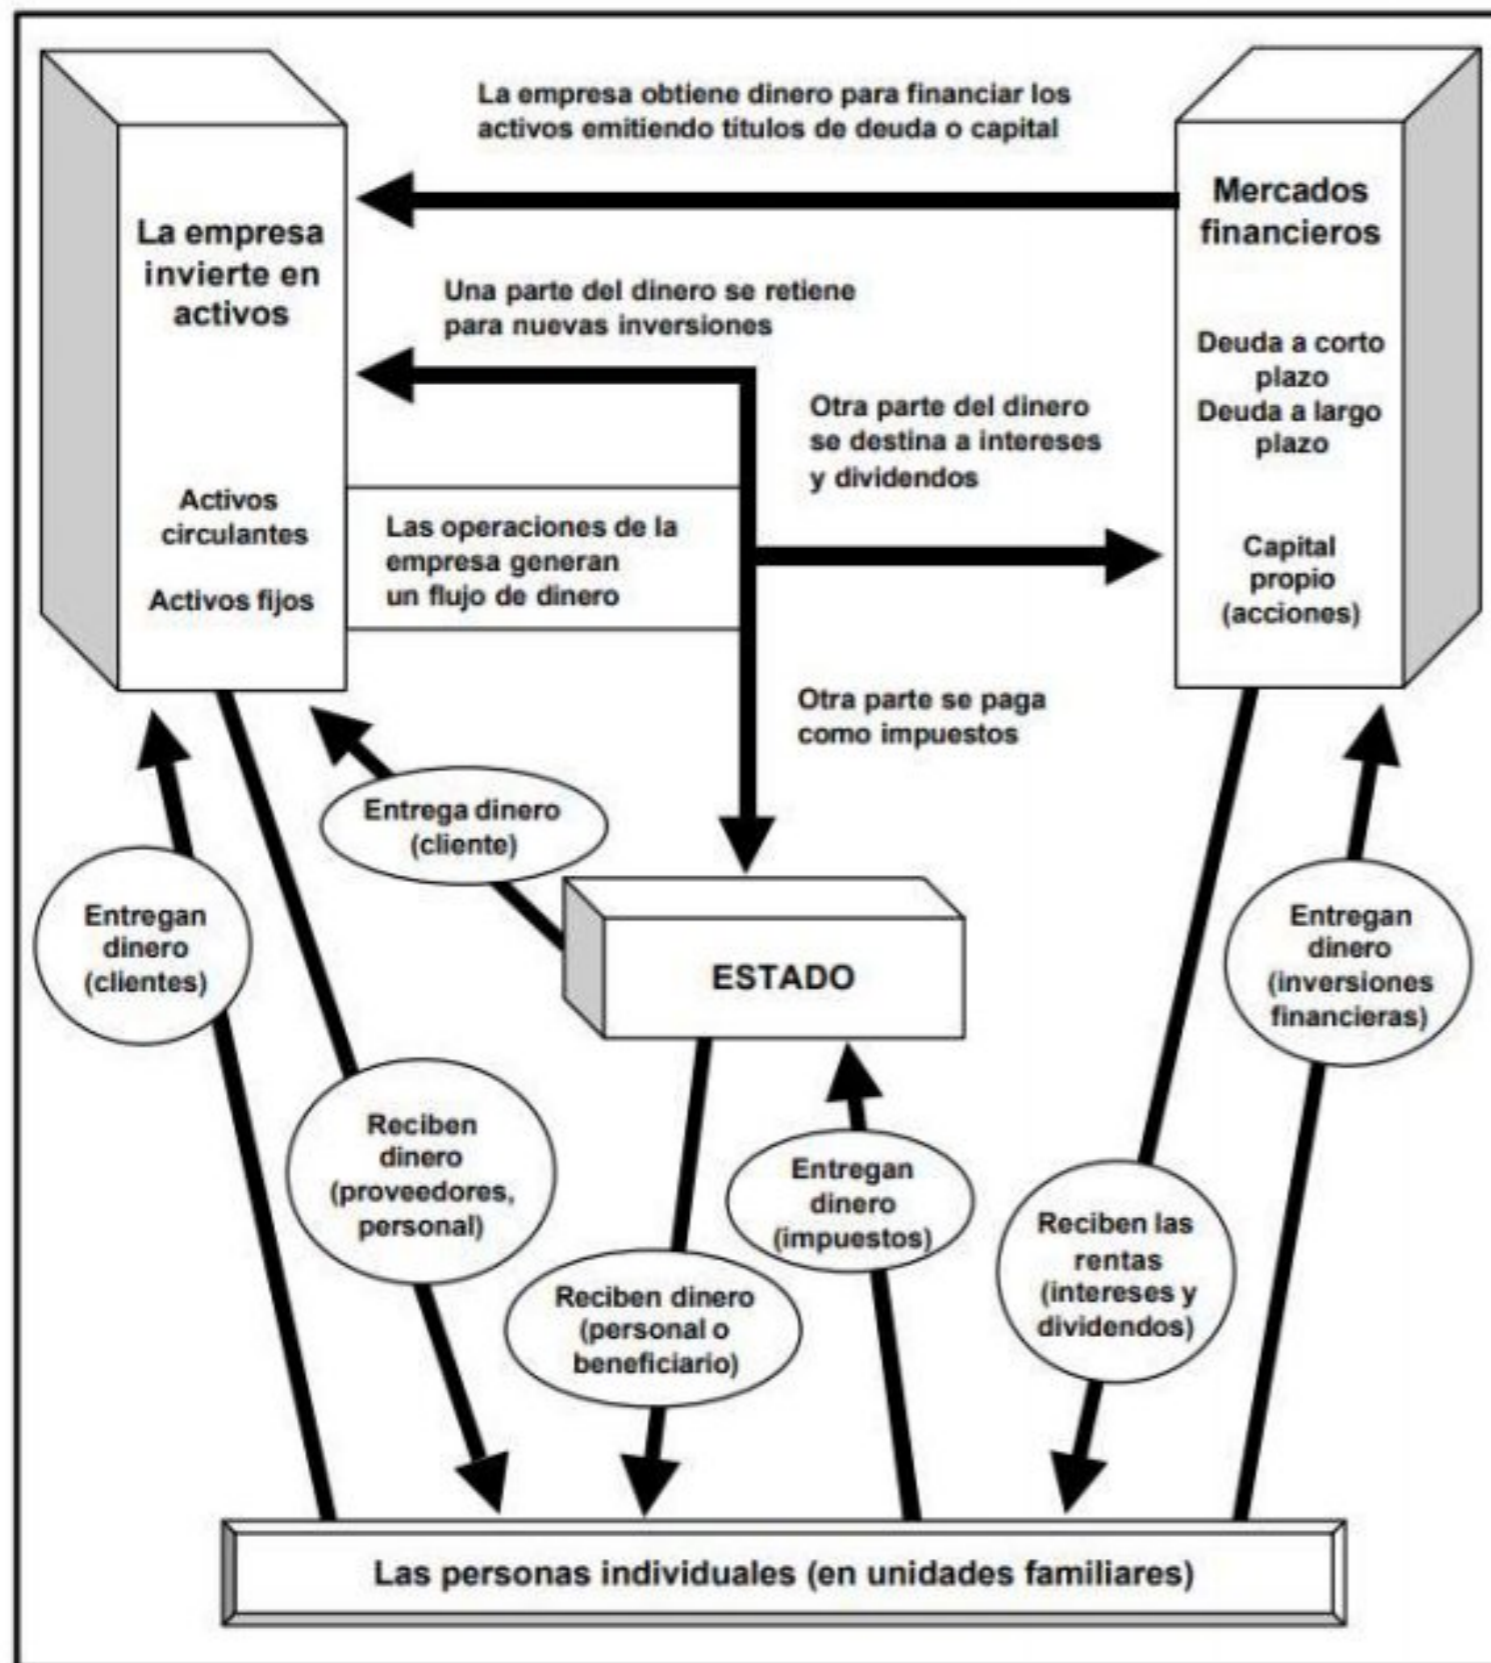 La empresa obtiene dinero para financiar los
activos emitiendo títulos de deuda o capital
La empresa
invierte en
activos
Activos
circulantes
Activos fijos
Mercados
financieros
Deuda a corto
plazo
Deuda a largo
plazo
Capital
propio
(acciones)
Una parte del dinero se retiene
para nuevas inversiones
Otra parte del dinero
se destina a intereses
y dividendos
Las operaciones de la
empresa generan
un flujo de dinero
Otra parte se paga
como impuestos
Entrega dinero
(cliente)
Entregan
dinero
(clientes)
ESTADO
Entregan
dinero
(inversiones
financieras)
Reciben
dinero
(proveedores,
personal)
Entregan
dinero
(impuestos)
Reciben las
rentas
(intereses y
dividendos)
Reciben dinero
(personal o
beneficiario)
Las personas individuales (en unidades familiares)